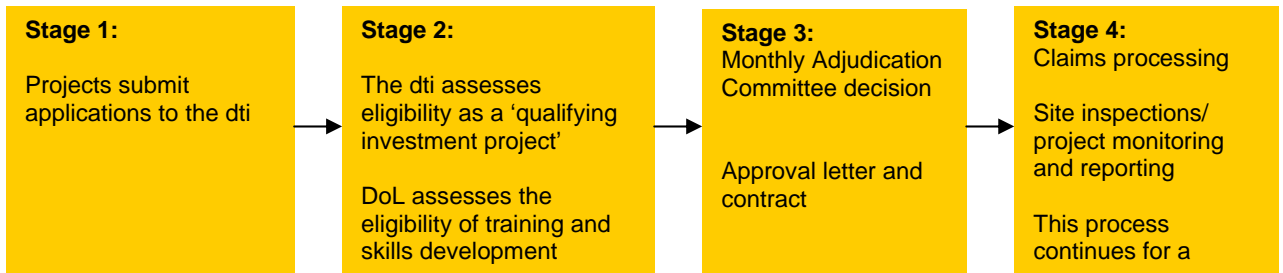 Stage 1:
Projects submit
applications to the dti
Stage 2:
The dti assesses
eligibility as a ‘qualifying
investment project’
DoL assesses the
eligibility of training and
skills development
Stage 3:
Monthly Adjudication
Committee decision
Approval letter and
contract
Stage 4:
Claims processing
Site inspections/
project monitoring
and reporting
This process
continues for a